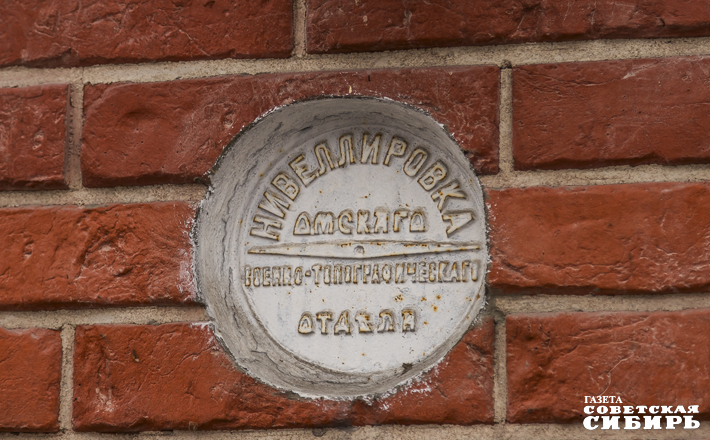 НИВЕЛЛИРОВКА
ОМСКАГО
ВОЕННО-ТОПОГРАФИЧЕСКАГО
ОТДѢЛА
ГАЗЕТА
СОВЕТСКАЯ
СИБИРЬ